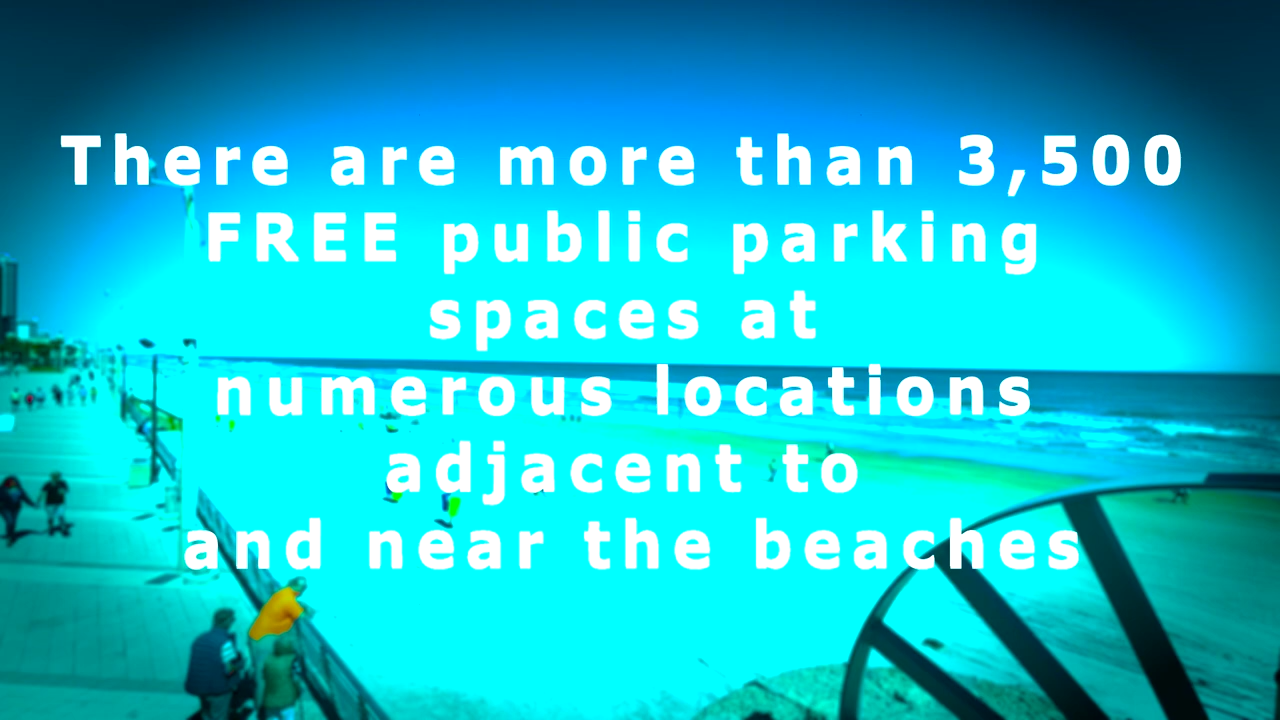 There are more than 3,500
FREE public parking
spaces at
numerous locations
adjacent to
and near the beaches